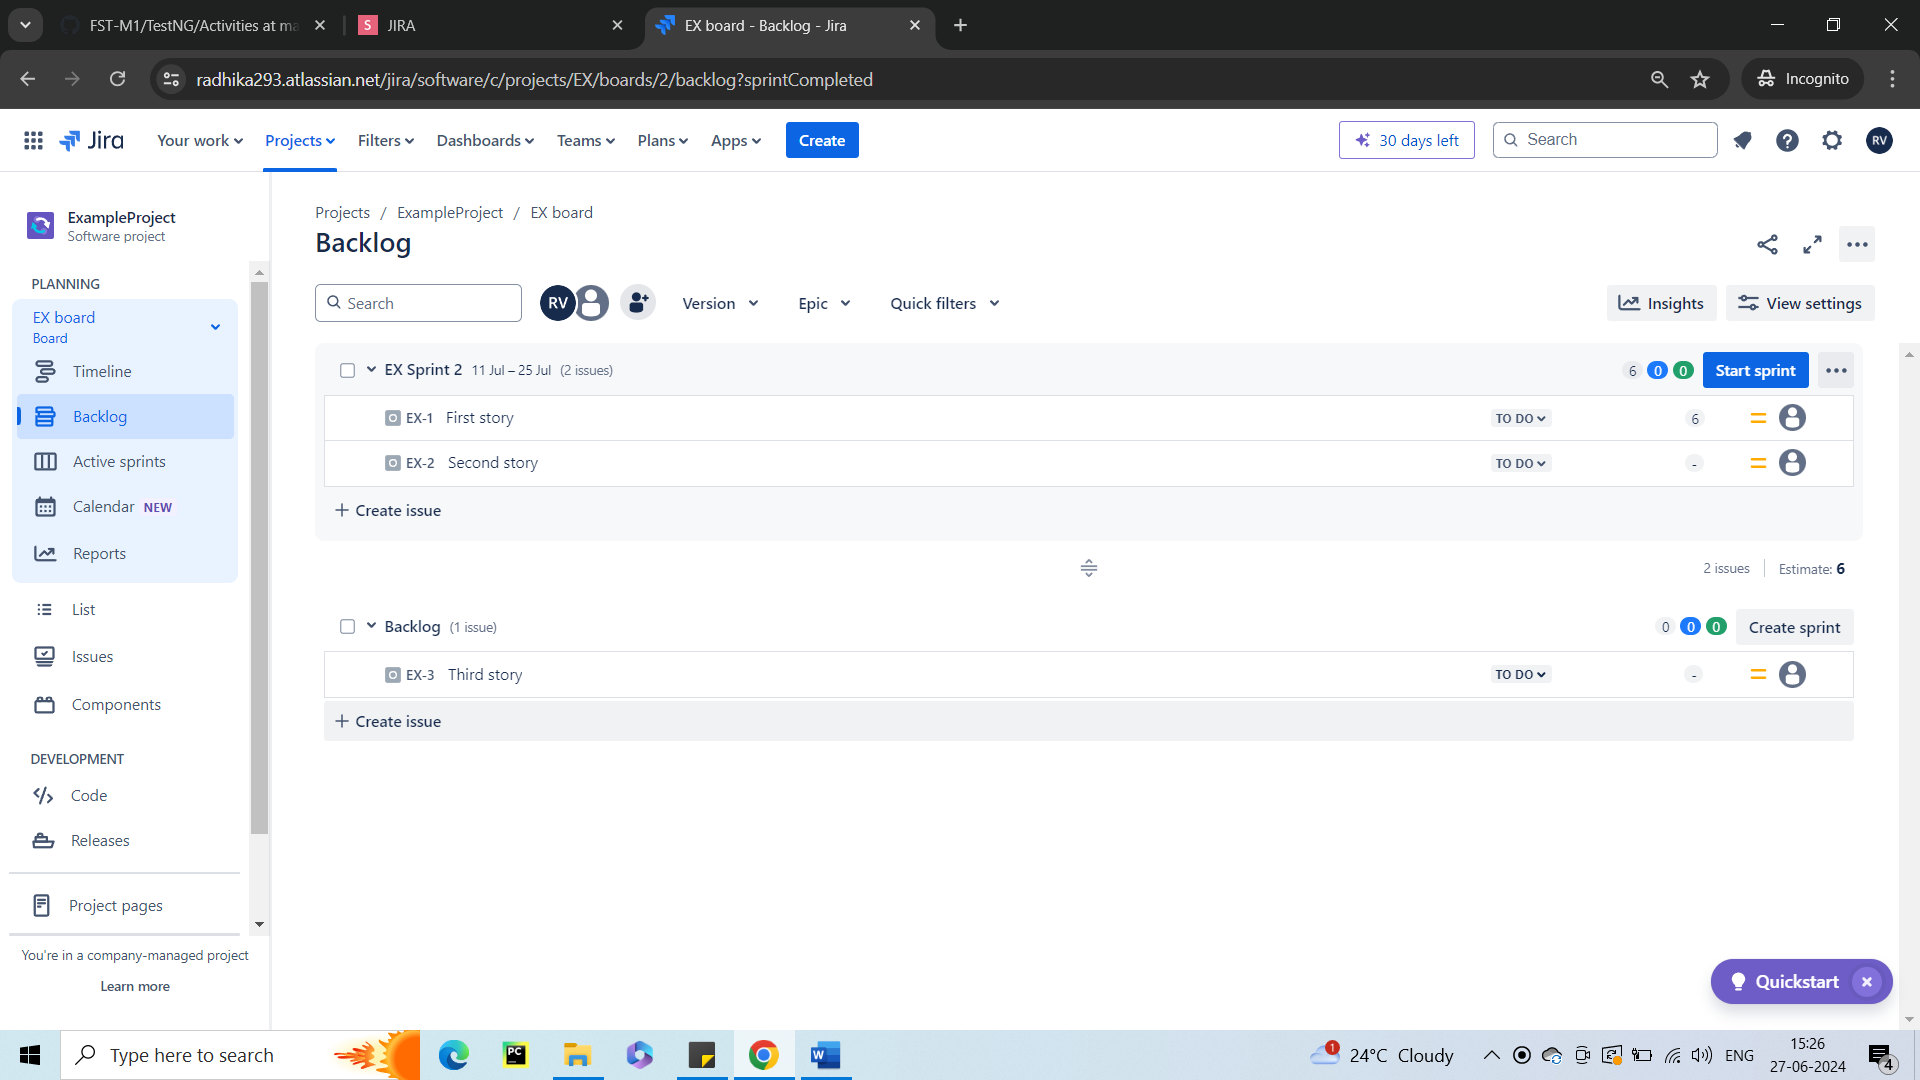 FST-M1/TestNG/Activities at ma
JIRA
EX board - Backlog - Jira
radhika293.atlassian.net/jira/software/c/projects/EX/boards/2/backlog?sprintCompleted
Incognito
Jira
Your work
Projects
Filters
Dashboards
Teams
Plans
Apps
Create
30 days left
Search
RV
ExampleProject
Software project
PLANNING
EX board
Board
Timeline
Backlog
Active sprints
Calendar NEW
Reports
List
Issues
Components
DEVELOPMENT
Code
Releases
Project pages
You're in a company-managed project
Learn more
Projects / ExampleProject / EX board
Backlog
Search
RV
Version
Epic
Quick filters
Insights
View settings
EX Sprint 2 11 Jul – 25 Jul (2 issues)
6 0 0 Start sprint
EX-1 First story TO DO 6
EX-2 Second story TO DO -
+ Create issue
2 issues Estimate: 6
Backlog (1 issue)
0 0 0 Create sprint
EX-3 Third story TO DO -
+ Create issue
Quickstart
Type here to search
PC
W
1
24°C Cloudy
ENG
15:26
27-06-2024
4